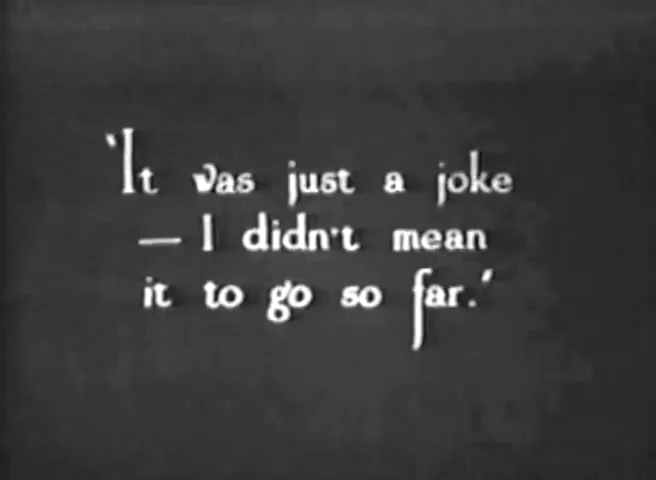 'It was just a joke
— I didn't mean
it to go so far.'